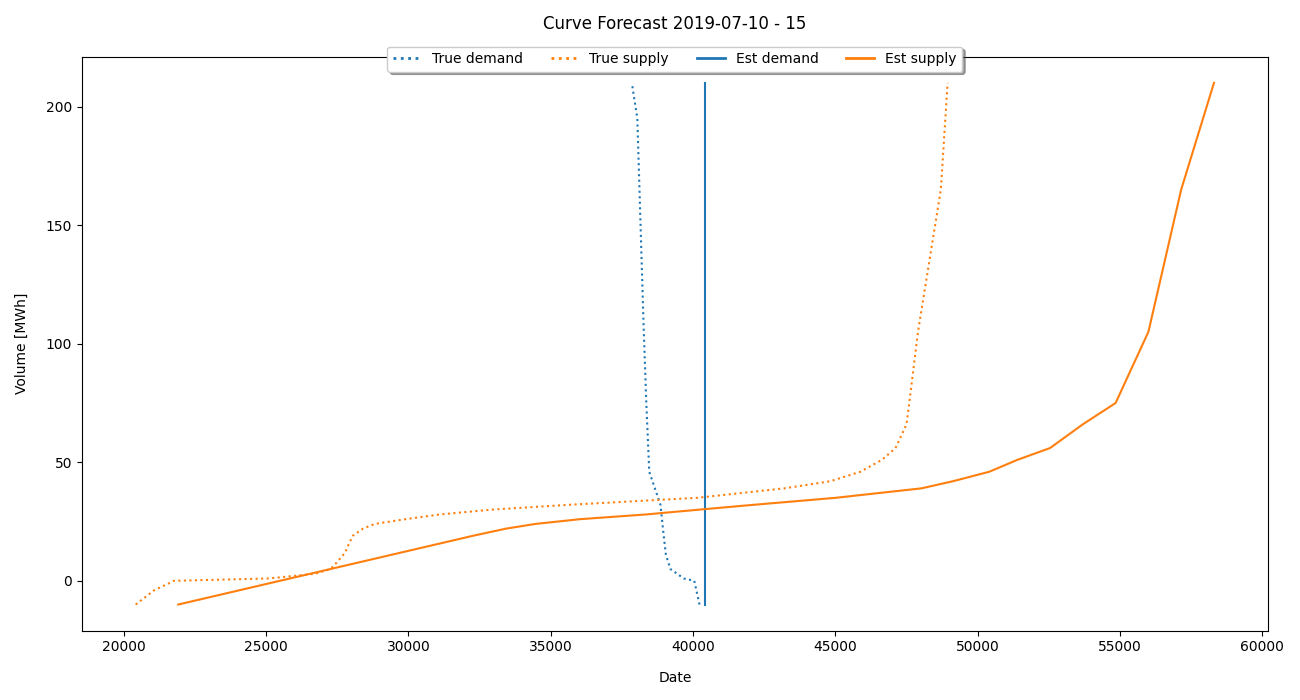 Curve Forecast 2019-07-10 - 15
True demand True supply Est demand Est supply
200
150
100
50
0
Volume [MWh]
20000 25000 30000 35000 40000 45000 50000 55000 60000
Date